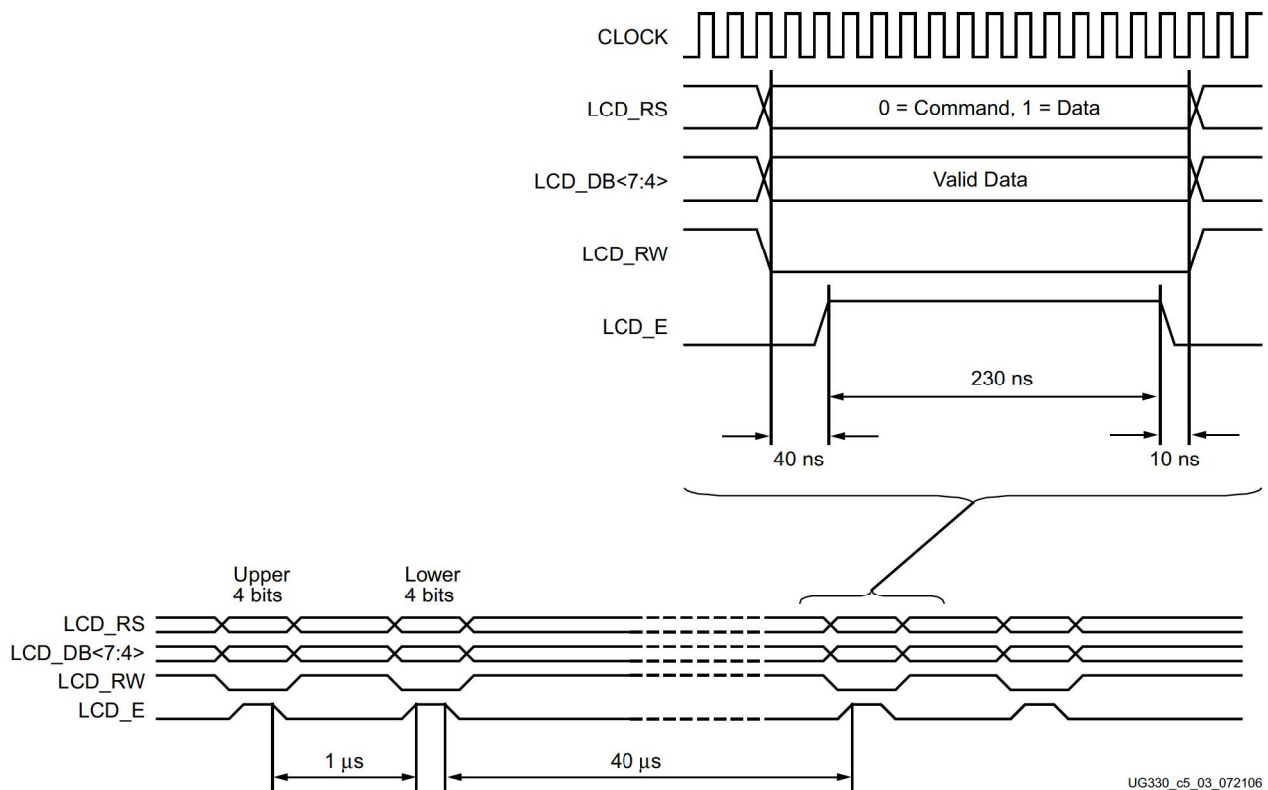 CLOCK
LCD_RS
0 = Command, 1 = Data
LCD_DB<7:4>
Valid Data
LCD_RW
LCD_E
230 ns
40 ns
10 ns
Upper
4 bits
Lower
4 bits
LCD_RS
LCD_DB<7:4>
LCD_RW
LCD_E
1 µs
40 µs
UG330_c5_03_072106